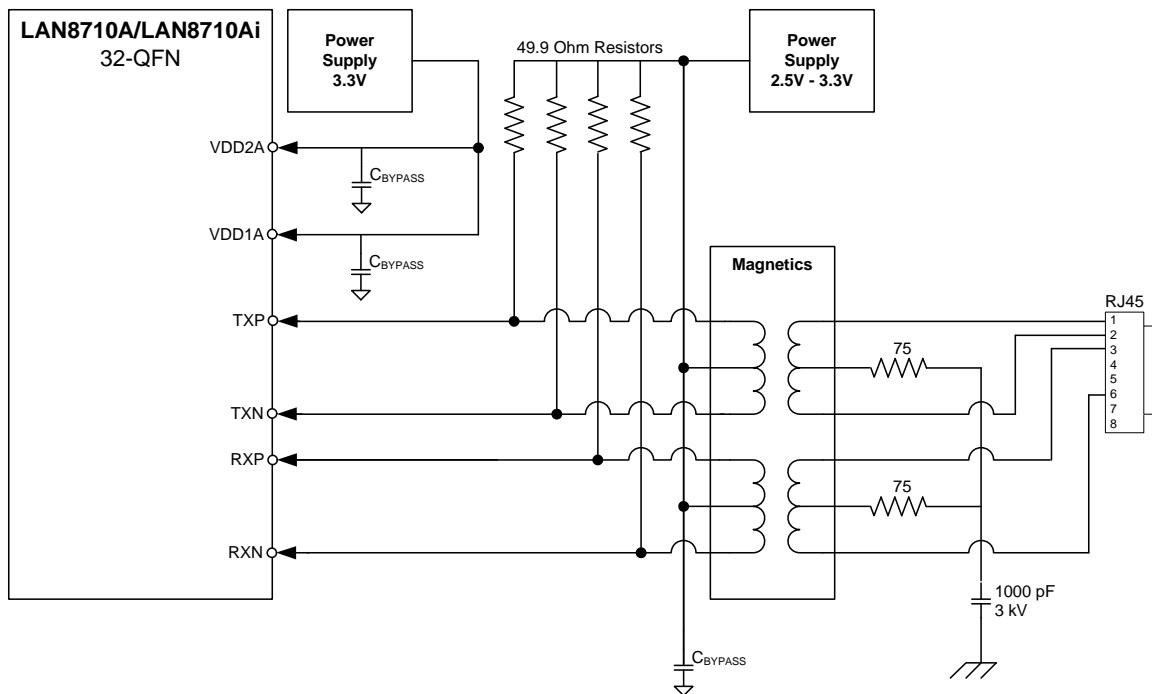 LAN8710A/LAN8710Ai
32-QFN
Power
Supply
3.3V
49.9 Ohm Resistors
Power
Supply
2.5V - 3.3V
VDD2A
CBYPASS
VDD1A
CBYPASS
Magnetics
TXP
RJ45
1
2
3
4
5
6
7
8
75
TXN
RXP
75
RXN
1000 pF
3 kV
CBYPASS